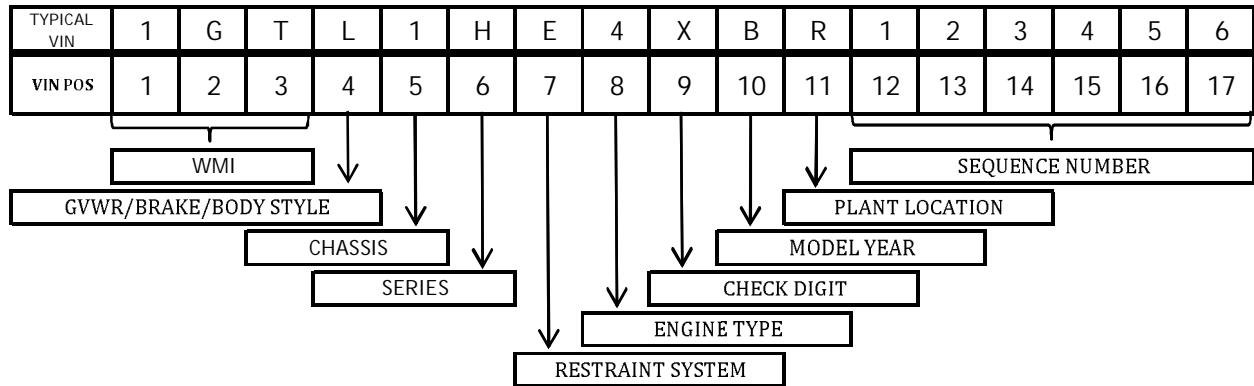 TYPICAL VIN 1 G T L 1 H E 4 X B R 1 2 3 4 5 6
VIN POS 1 2 3 4 5 6 7 8 9 10 11 12 13 14 15 16 17
WMI SEQUENCE NUMBER
GVWR/BRAKE/BODY STYLE PLANT LOCATION
CHASSIS MODEL YEAR
SERIES CHECK DIGIT
ENGINE TYPE
RESTRAINT SYSTEM